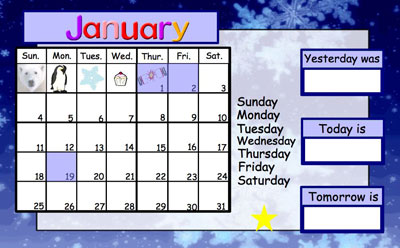 January
Sun. Mon. Tues. Wed. Thur. Fri. Sat.
1 2 3
4 5 6 7 8 9 10
11 12 13 14 15 16 17
18 19 20 21 22 23 24
25 26 27 28 29 30 31
Sunday
Monday
Tuesday
Wednesday
Thursday
Friday
Saturday
Yesterday was
Today is
Tomorrow is